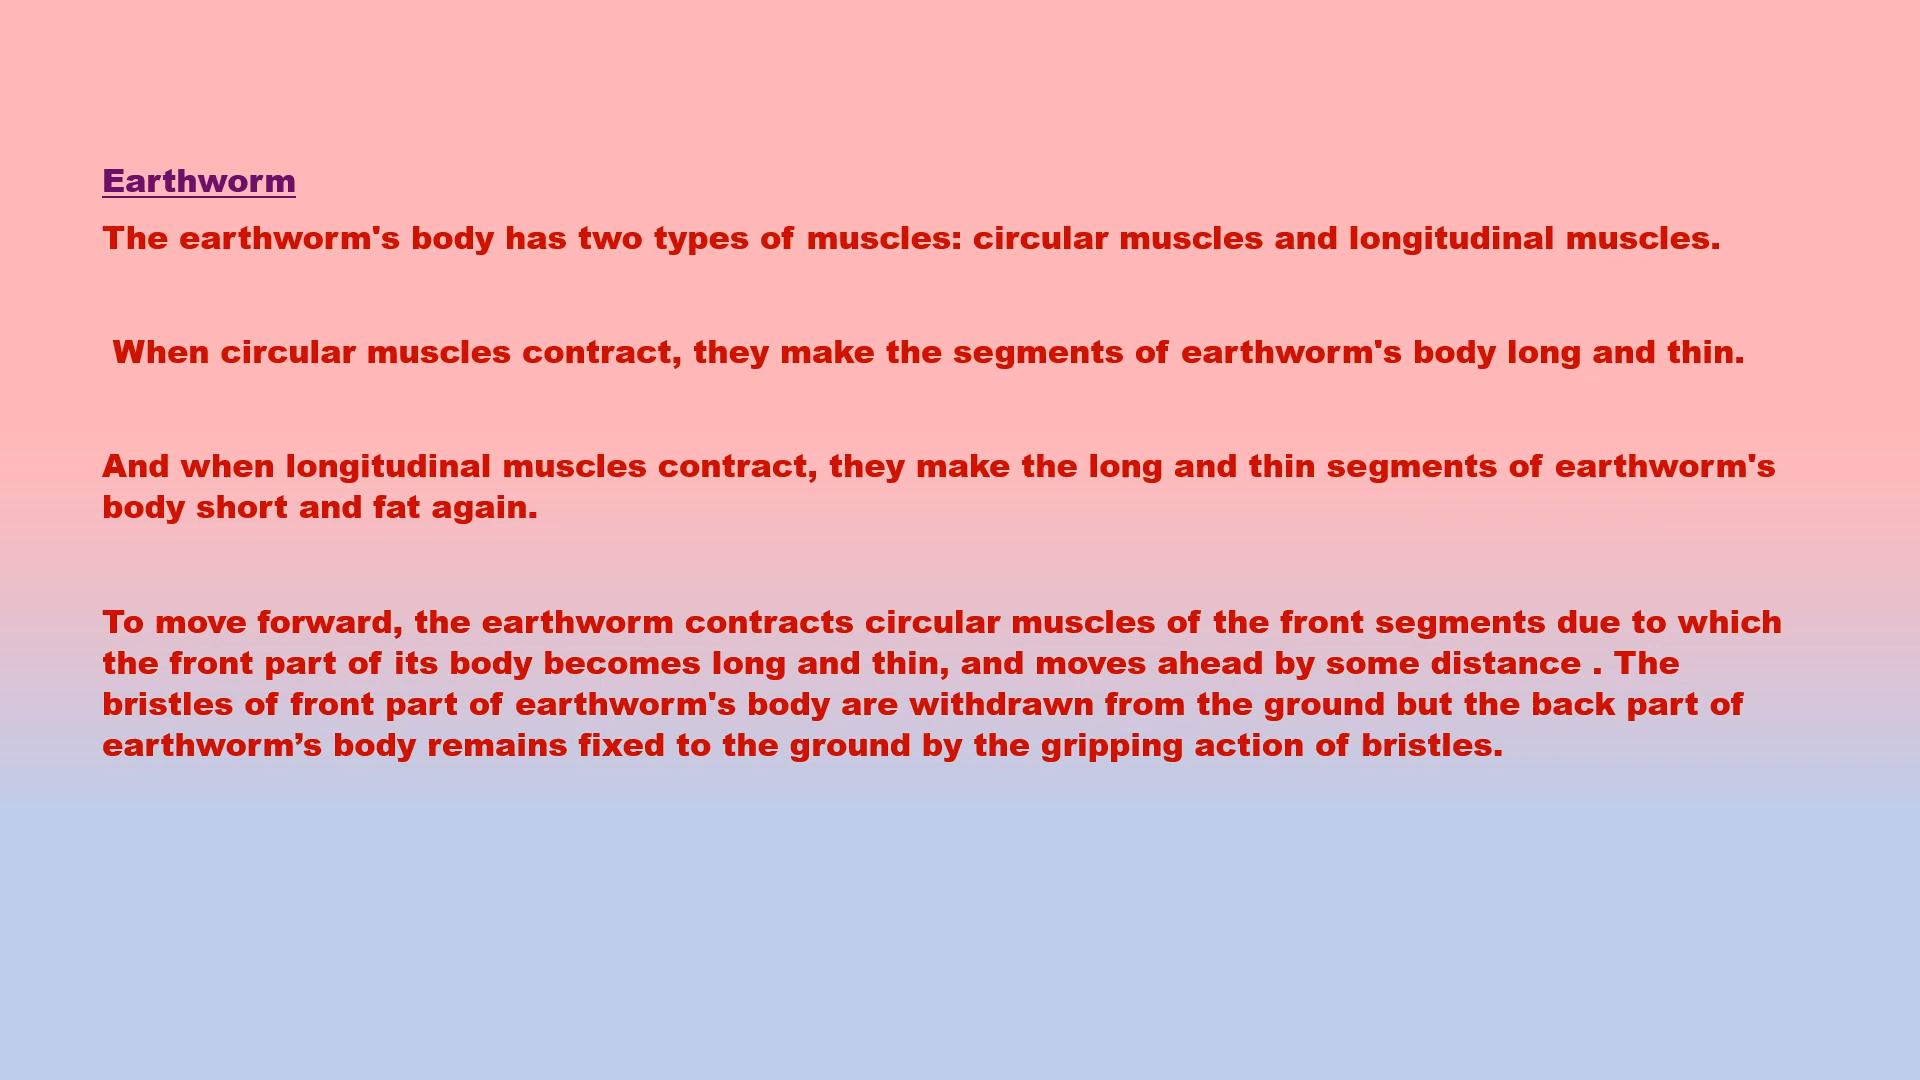 Earthworm
The earthworm's body has two types of muscles: circular muscles and longitudinal muscles.
When circular muscles contract, they make the segments of earthworm's body long and thin.
And when longitudinal muscles contract, they make the long and thin segments of earthworm's
body short and fat again.
To move forward, the earthworm contracts circular muscles of the front segments due to which
the front part of its body becomes long and thin, and moves ahead by some distance . The
bristles of front part of earthworm's body are withdrawn from the ground but the back part of
earthworm’s body remains fixed to the ground by the gripping action of bristles.